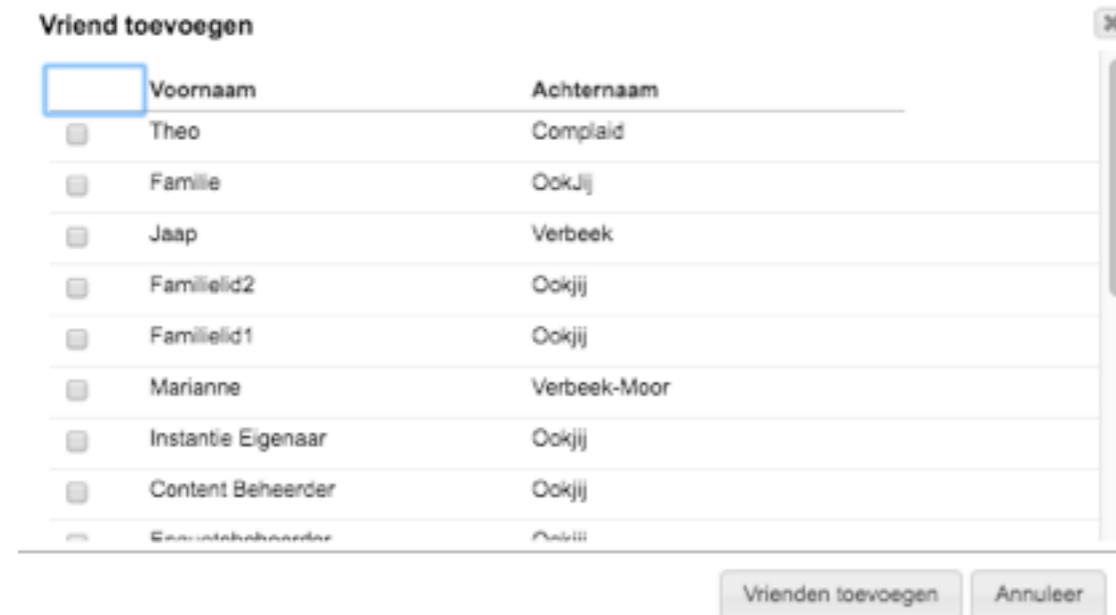 Vriend toevoegen
Voornaam Achternaam
Theo Complaid
Familie OokJij
Jaap Verbeek
Familielid2 Ookjij
Familielid1 Ookjij
Marianne Verbeek-Moor
Instantie Eigenaar Ookjij
Content Beheerder Ookjij
Vrienden toevoegen Annuleer